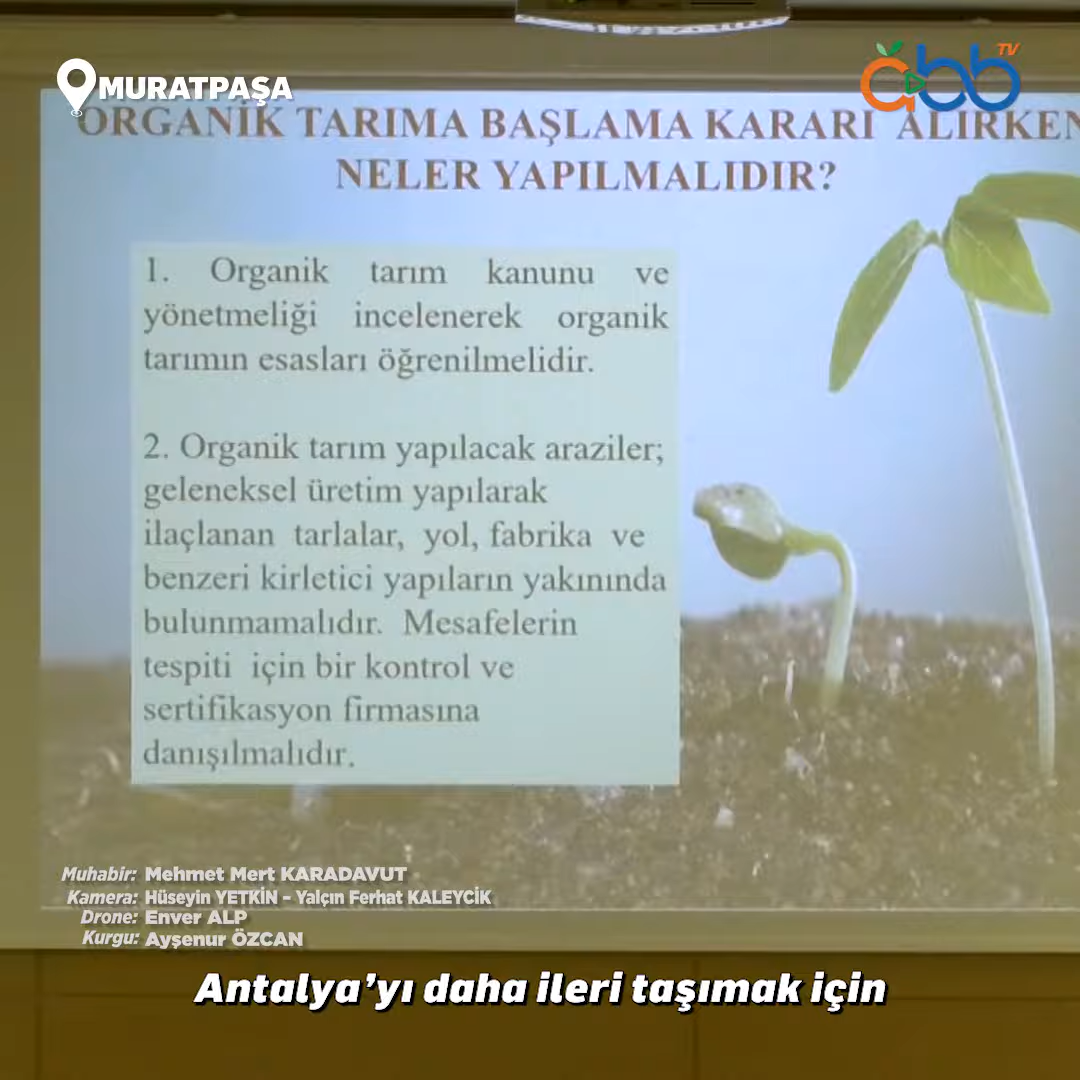 MURATPAŞA
abb TV
ORGANİK TARIMA BAŞLAMA KARARI ALIRKEN
NELER YAPILMALIDIR?
1. Organik tarım kanunu ve
yönetmeliği incelenerek organik
tarımın esasları öğrenilmelidir.
2. Organik tarım yapılacak araziler;
geleneksel üretim yapılarak
ilaçlanan tarlalar, yol, fabrika ve
benzeri kirletici yapıların yakınında
bulunmamalıdır. Mesafelerin
tespiti için bir kontrol ve
sertifikasyon firmasına
danışılmalıdır.
Muhabir: Mehmet Mert KARADAVUT
Kamera: Hüseyin YETKİN - Yalçın Ferhat KALEYCİK
Drone: Enver ALP
Kurgu: Ayşenur ÖZCAN
Antalya'yı daha ileri taşımak için